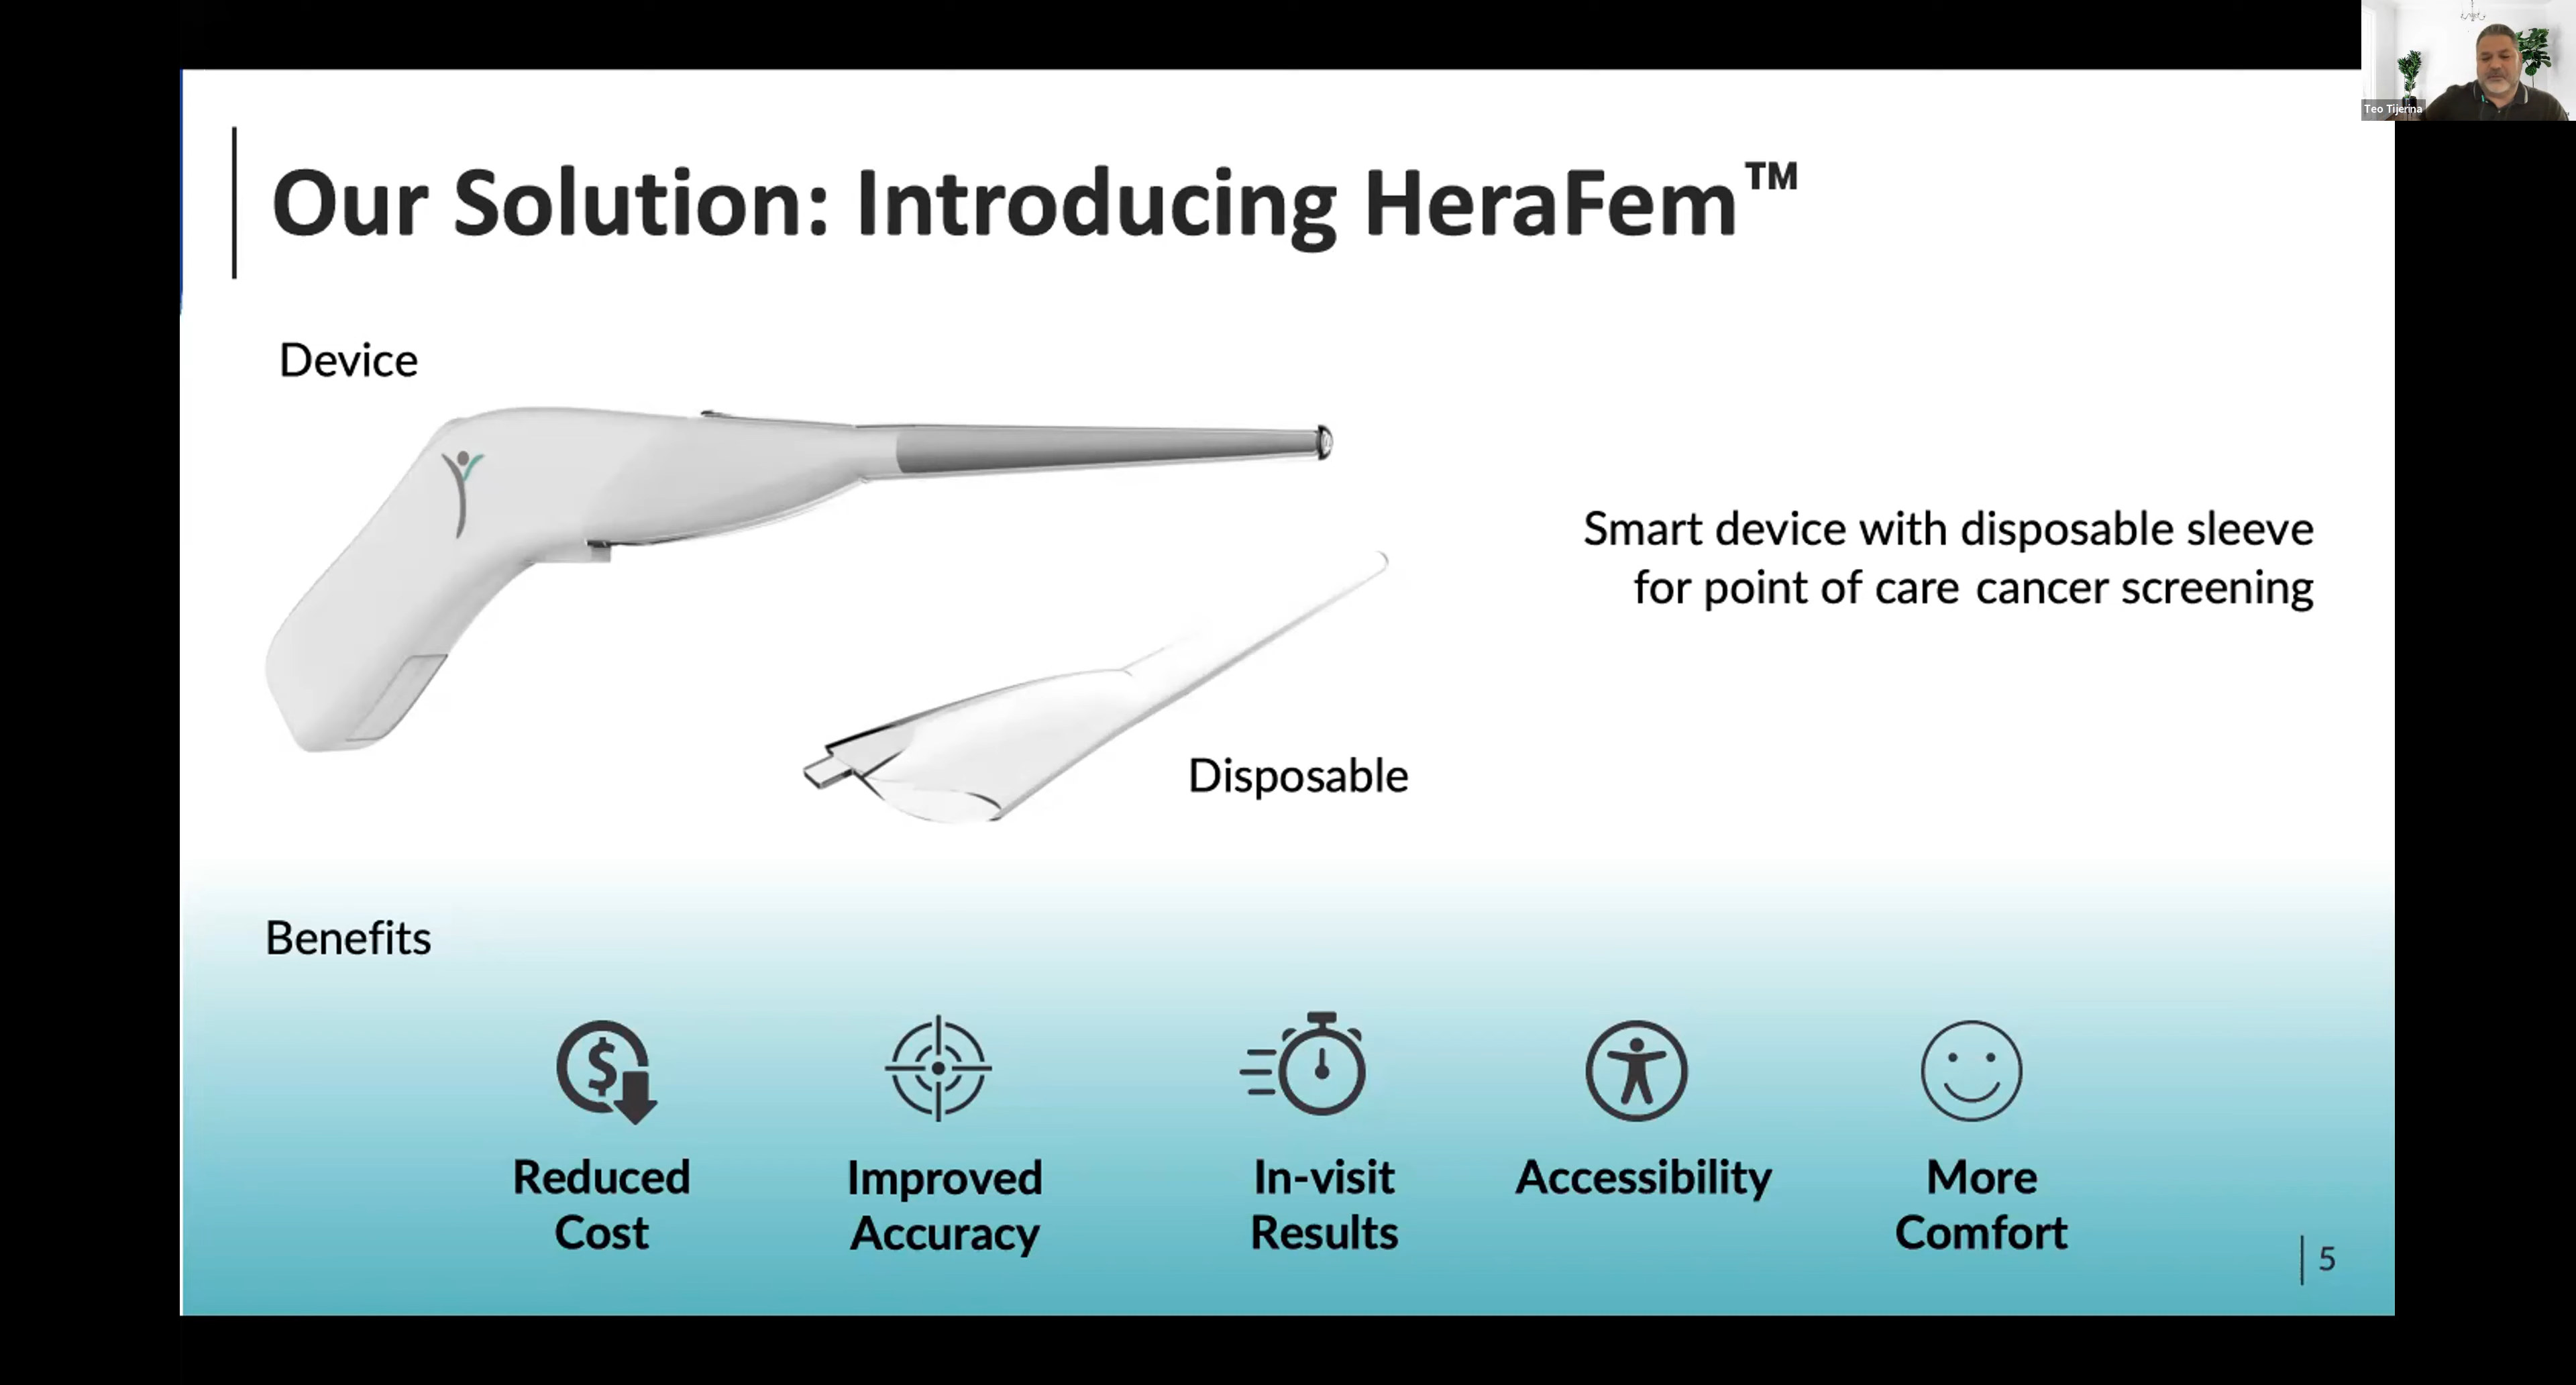 Teo Tijerina
Our Solution: Introducing HeraFem™
Device
Smart device with disposable sleeve
for point of care cancer screening
Disposable
Benefits
Reduced
Cost
Improved
Accuracy
In-visit
Results
Accessibility
More
Comfort
5